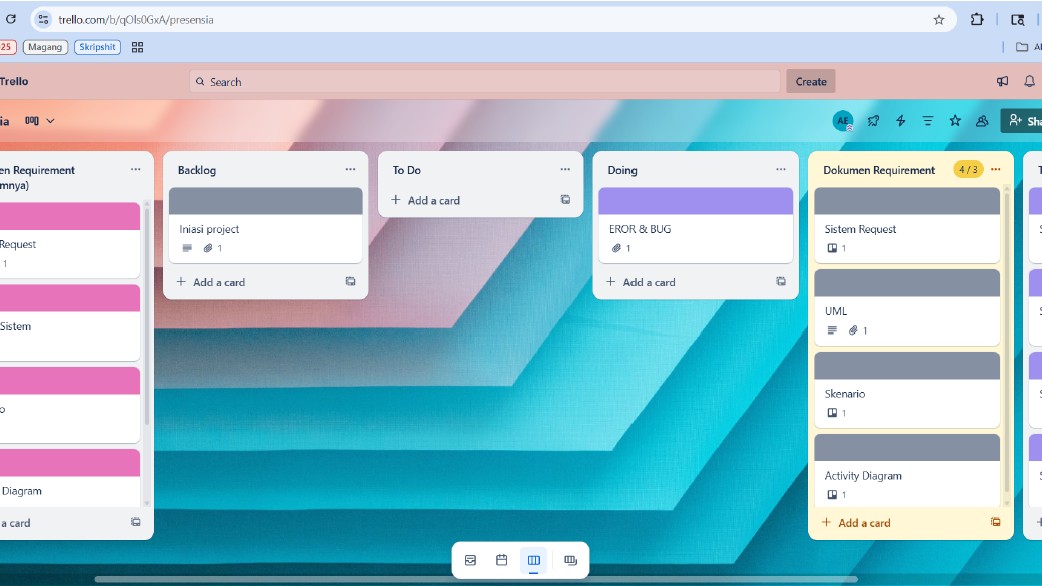 trello.com/b/qOls0GxA/presensia
25 Magang Skripshit
Trello Search Create
ia Sha
en Requirement
mnya)
Request
1
Sistem
o
Diagram
a card
Backlog
Iniasi project
1
+ Add a card
To Do
+ Add a card
Doing
EROR & BUG
1
+ Add a card
Dokumen Requirement 4 / 3
Sistem Request
1
UML
1
Skenario
1
Activity Diagram
1
+ Add a card
AE